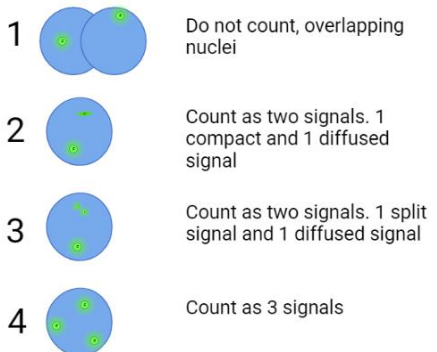 1
Do not count, overlapping
nuclei
2
Count as two signals. 1
compact and 1 diffused
signal
3
Count as two signals. 1 split
signal and 1 diffused signal
4
Count as 3 signals